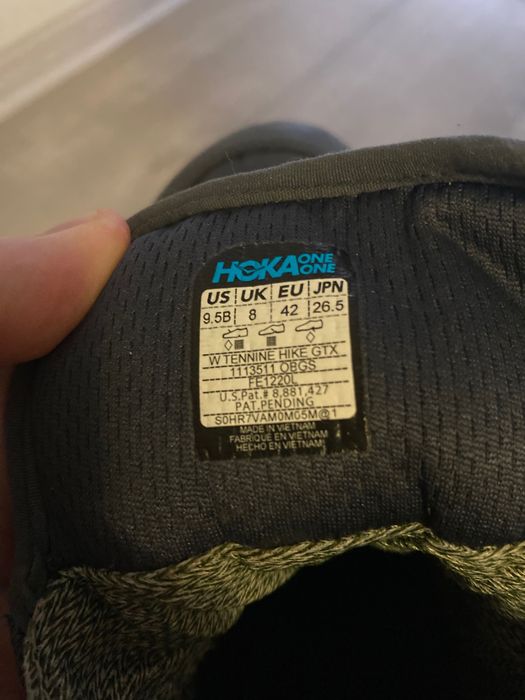 HOKA ONE ONE
US UK EU JPN
9.5B 8 42 26.5
W TENNINE HIKE GTX
1113511 OBGS
FE1220L
U.S.Pat.# 8,881,427
PAT.PENDING
S0HR7VAM0M05M@1
MADE IN VIETNAM
FABRIQUÉ EN VIETNAM
HECHO EN VIETNAM